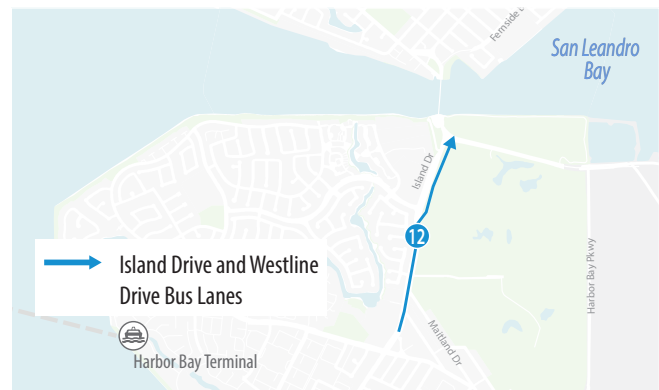 Fernside
San Leandro
Bay
Island Dr
12
Island Drive and Westline
Drive Bus Lanes
Harbor Bay Pkwy
Maitland Dr
Harbor Bay Terminal